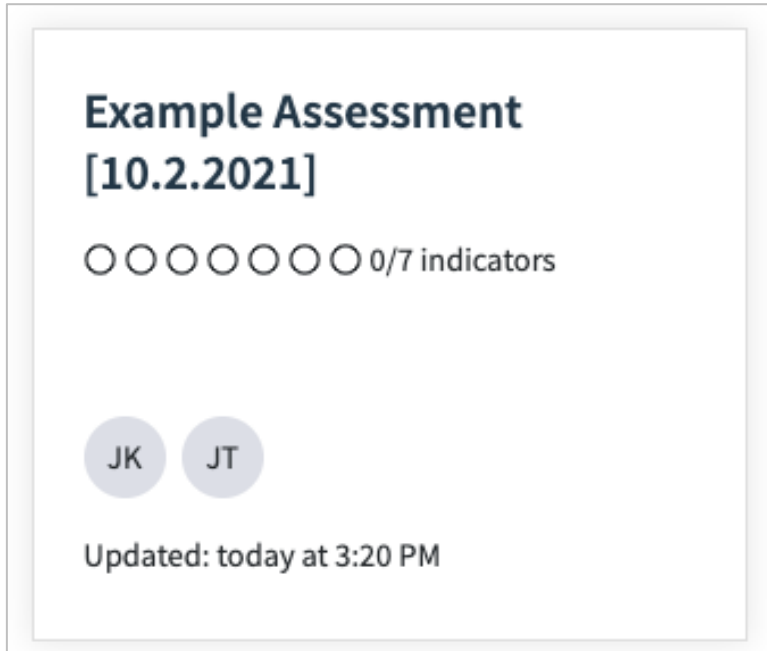 Example Assessment
[10.2.2021]
0/7 indicators
JK JT
Updated: today at 3:20 PM